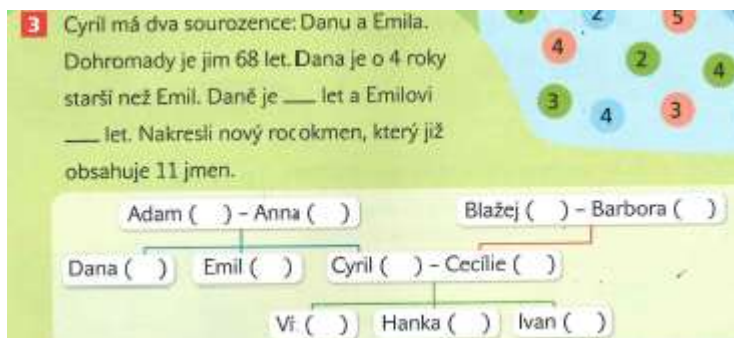 3 Cyril má dva sourozence: Danu a Emila.
Dohromady je jim 68 let. Dana je o 4 roky
starší než Emil. Daně je ___ let a Emilovi
___ let. Nakresli nový rodokmen, který již
obsahuje 11 jmen.
2 5
4 2 4
3 4 3
Adam ( ) – Anna ( ) Blažej ( ) – Barbora ( )
Dana ( ) Emil ( ) Cyril ( ) – Cecílie ( )
Ví. ( ) Hanka ( ) Ivan ( )